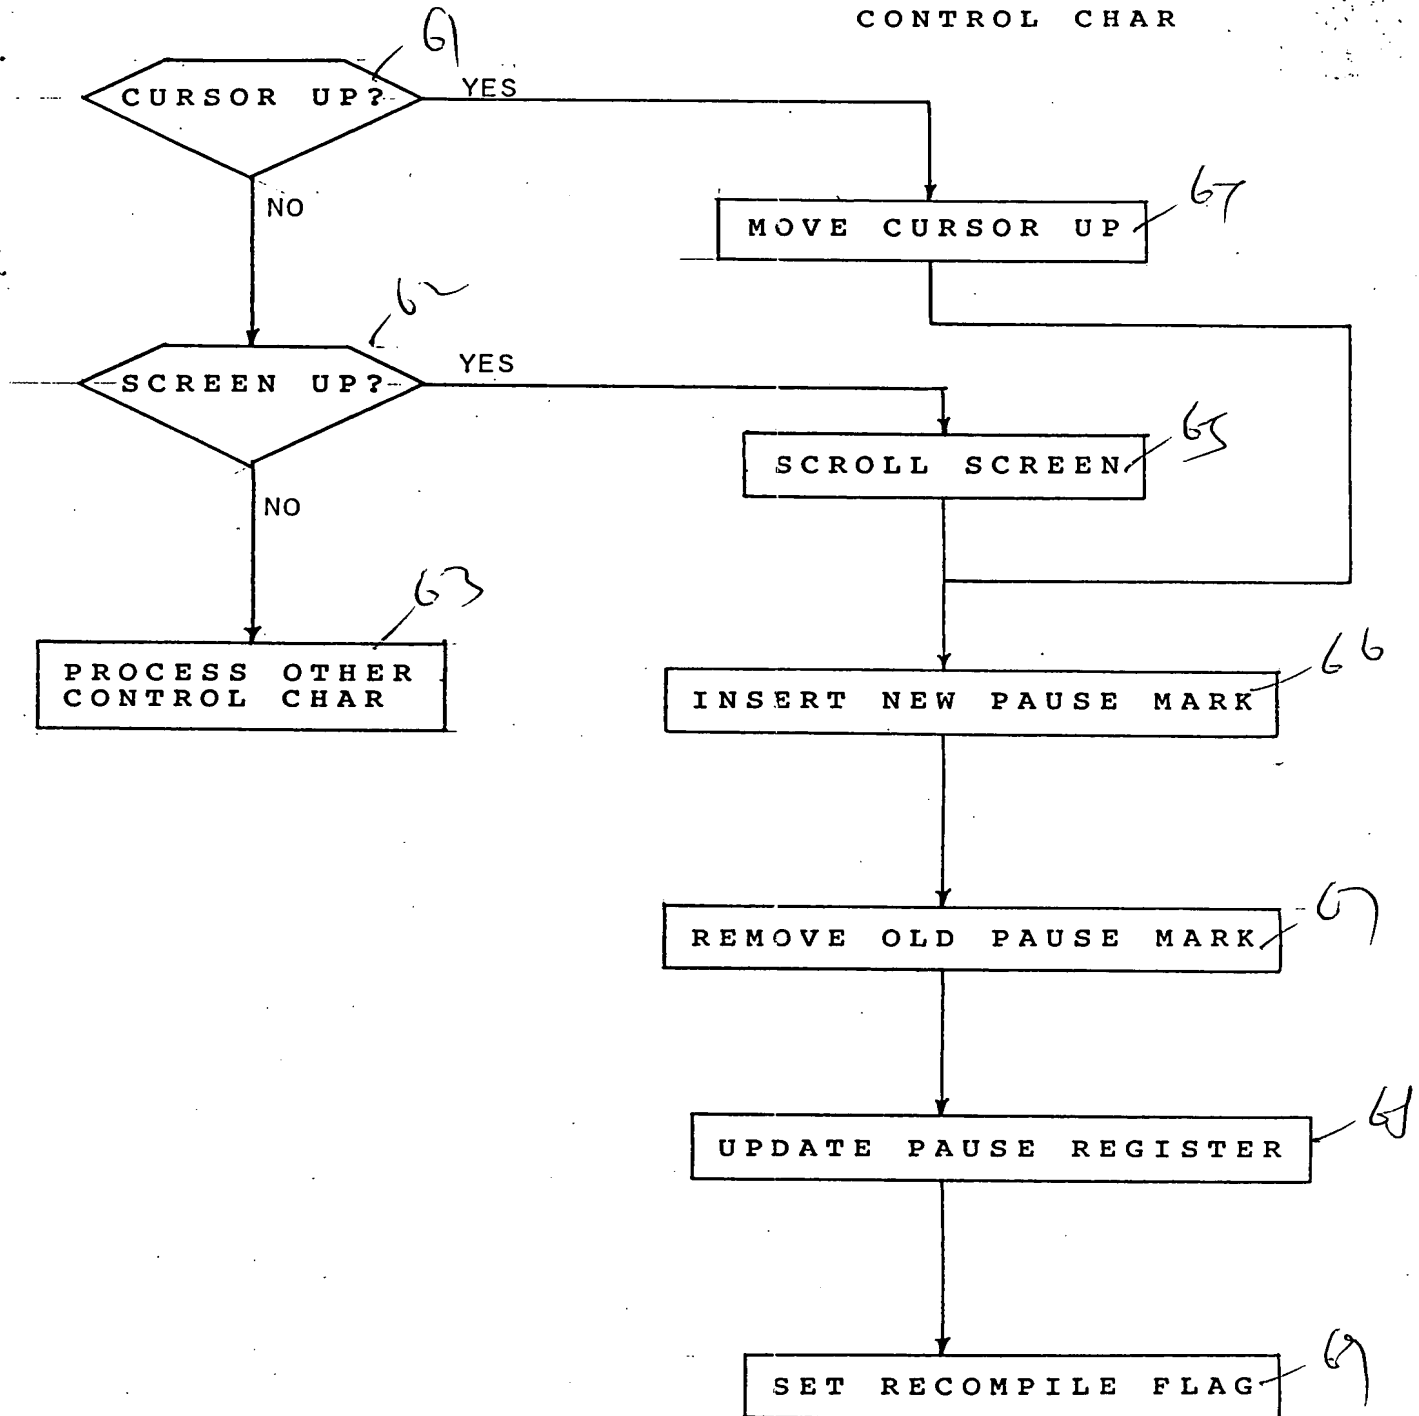 CONTROL CHAR
61
CURSOR UP?
YES
NO
67
MOVE CURSOR UP
62
SCREEN UP?
YES
65
SCROLL SCREEN
NO
63
PROCESS OTHER
CONTROL CHAR
66
INSERT NEW PAUSE MARK
67
REMOVE OLD PAUSE MARK
68
UPDATE PAUSE REGISTER
69
SET RECOMPILE FLAG